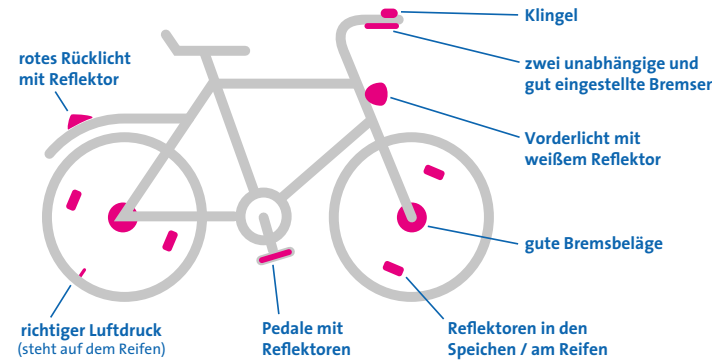 Klingel
rotes Rücklicht
mit Reflektor
zwei unabhängige und
gut eingestellte Bremser
Vorderlicht mit
weißem Reflektor
gute Bremsbeläge
richtiger Luftdruck
(steht auf dem Reifen)
Pedale mit
Reflektoren
Reflektoren in den
Speichen / am Reifen